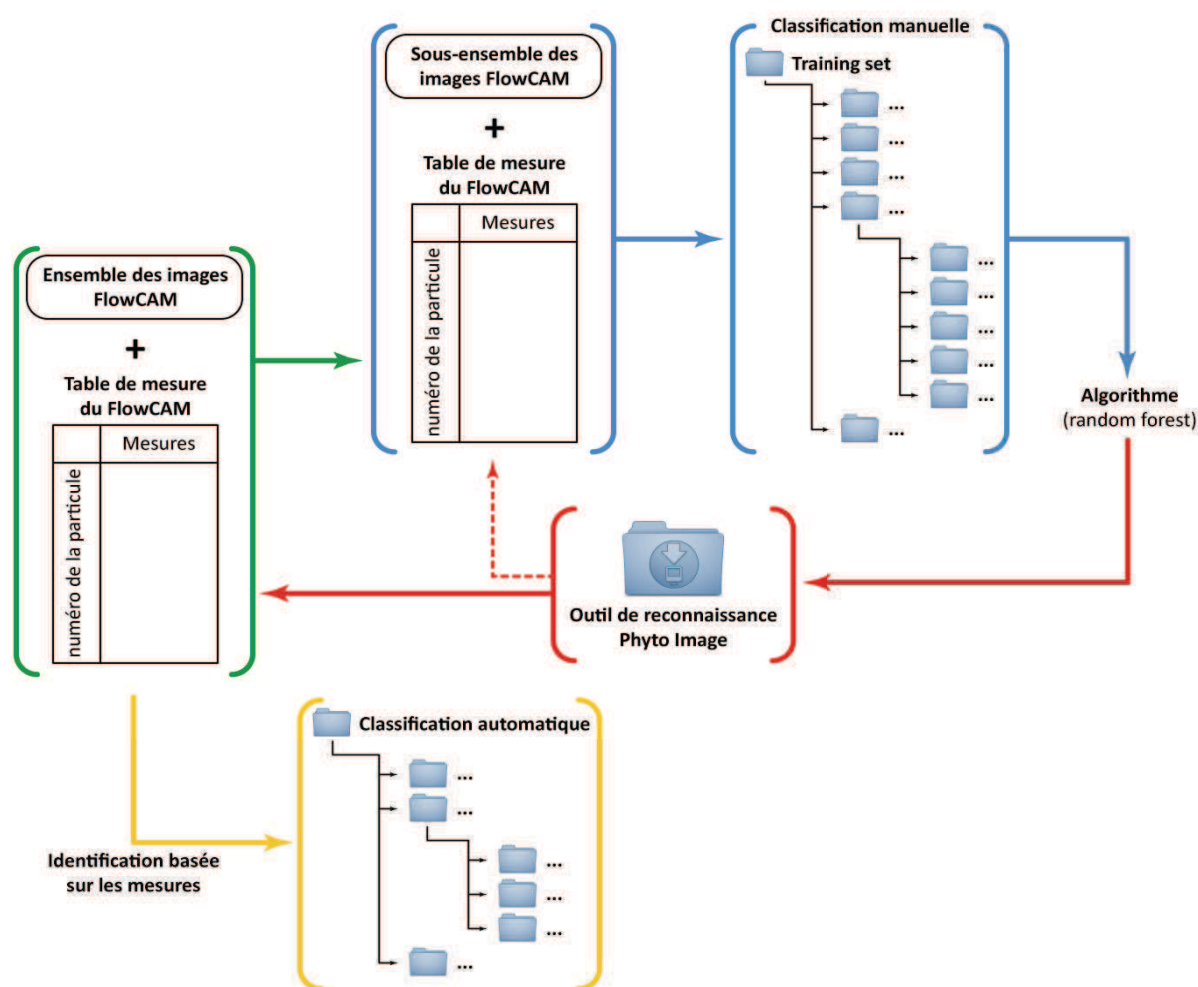 Ensemble des images
FlowCAM
+
Table de mesure
du FlowCAM
Mesures
numéro de la particule
Sous-ensemble des
images FlowCAM
+
Table de mesure
du FlowCAM
Mesures
numéro de la particule
Classification manuelle
Training set
...
...
...
...
...
...
...
...
...
...
Algorithme
(random forest)
Outil de reconnaissance
Phyto Image
Identification basée
sur les mesures
Classification automatique
...
...
...
...
...
...